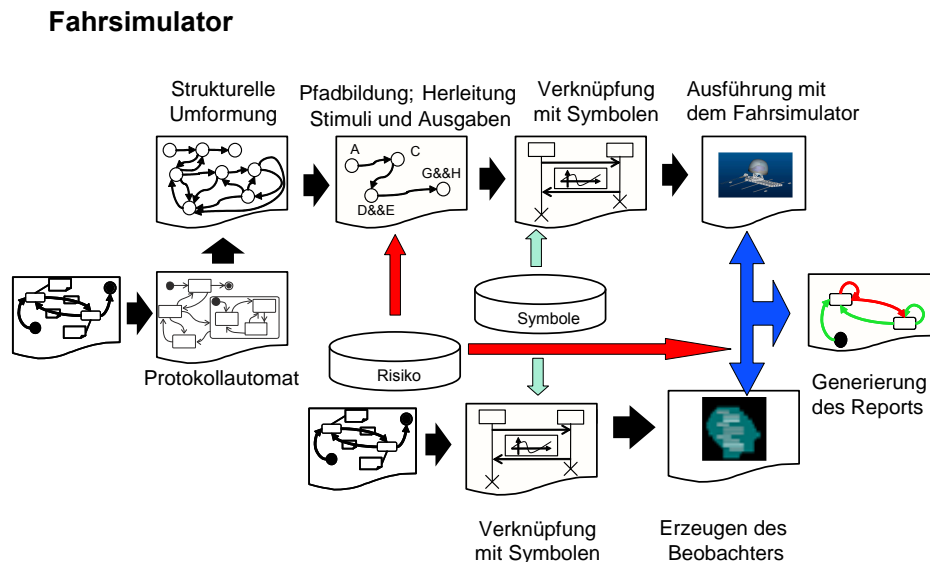 Fahrsimulator
Strukturelle
Umformung
Pfadbildung; Herleitung
Stimuli und Ausgaben
Verknüpfung
mit Symbolen
Ausführung mit
dem Fahrsimulator
A
C
G&&H
D&&E
Protokollautomat
Risiko
Symbole
Generierung
des Reports
Verknüpfung
mit Symbolen
Erzeugen des
Beobachters